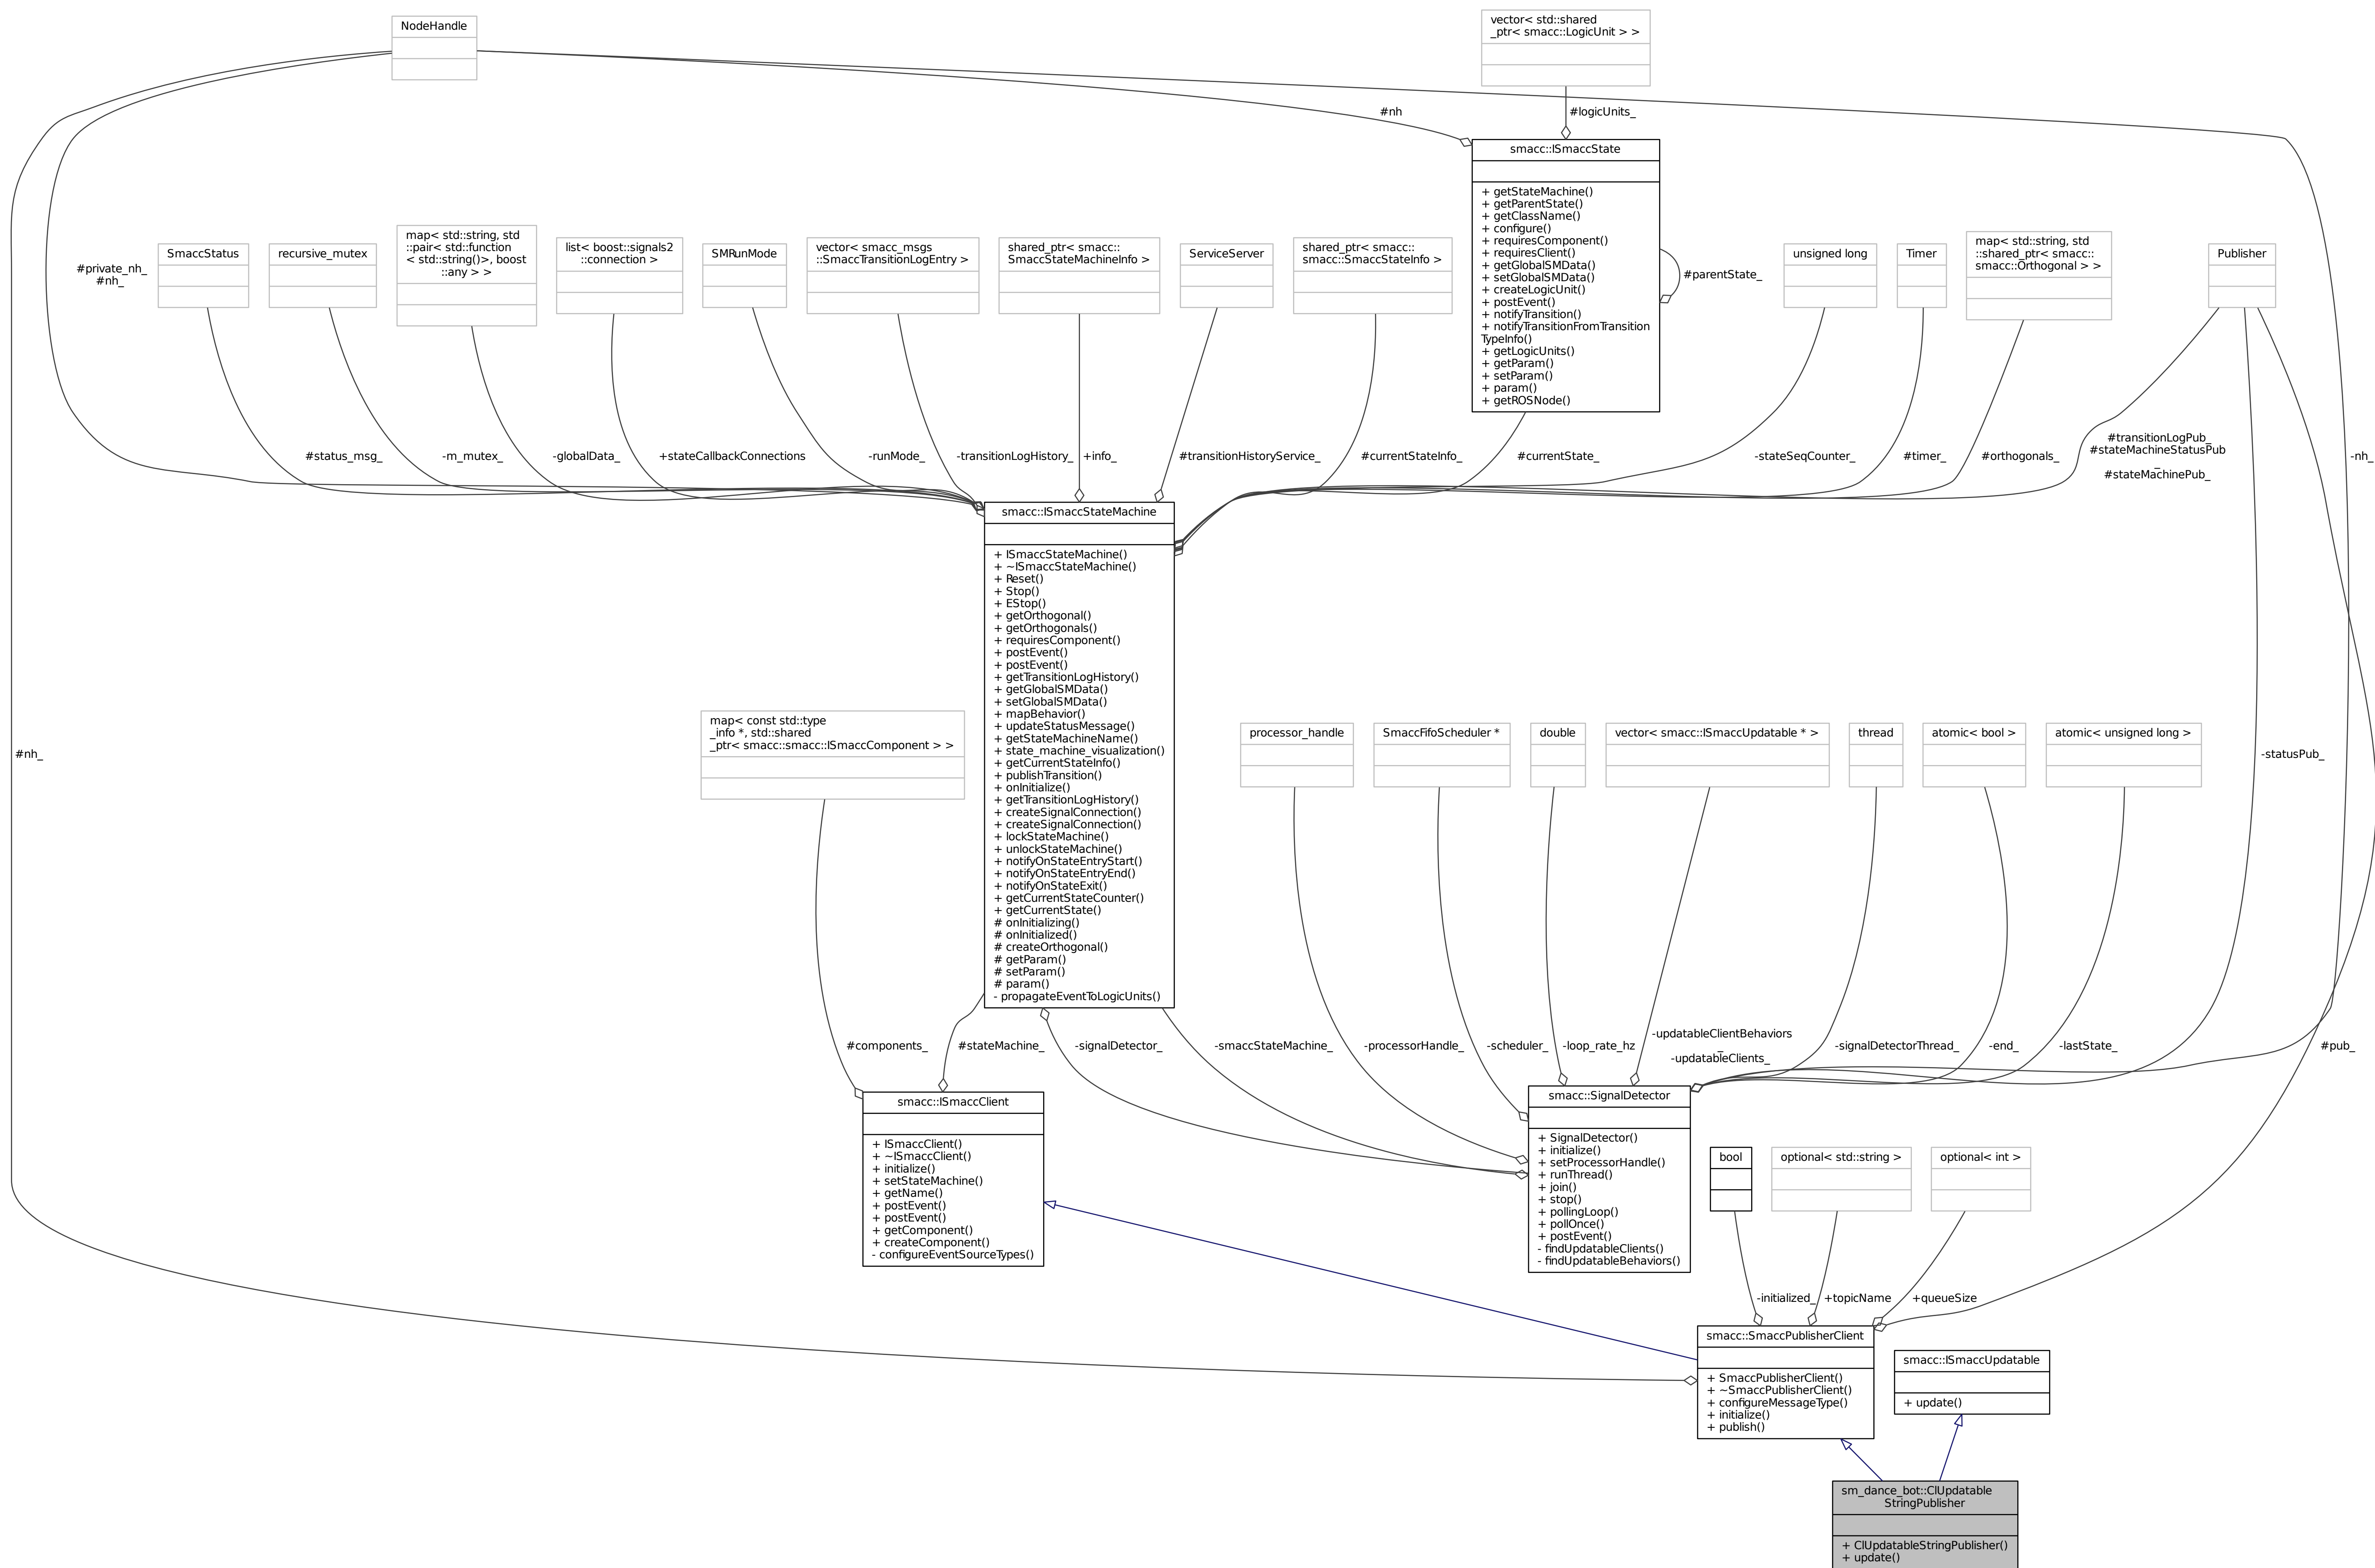 NodeHandle
vector< std::shared
_ptr< smacc::LogicUnit > >
#nh
#logicUnits_
smacc::ISmaccState
+ getStateMachine()
+ getParentState()
+ getClassName()
+ configure()
+ requiresComponent()
+ requiresClient()
+ getGlobalSMData()
+ setGlobalSMData()
+ createLogicUnit()
+ postEvent()
+ notifyTransition()
+ notifyTransitionFromTransition
TypeInfo()
+ getLogicUnits()
+ getParam()
+ setParam()
+ param()
+ getROSNode()
#parentState_
#private_nh_
#nh_
SmaccStatus
recursive_mutex
map< std::string, std
::pair< std::function
< std::string()>, boost
::any > >
list< boost::signals2
::connection >
SMRunMode
vector< smacc_msgs
::SmaccTransitionLogEntry >
shared_ptr< smacc::
SmaccStateMachineInfo >
ServiceServer
shared_ptr< smacc::
smacc::SmaccStateInfo >
unsigned long
Timer
map< std::string, std
::shared_ptr< smacc::
smacc::Orthogonal > >
Publisher
#status_msg_
-m_mutex_
-globalData_
+stateCallbackConnections
-runMode_
-transitionLogHistory_
+info_
#transitionHistoryService_
#currentStateInfo_
#currentState_
-stateSeqCounter_
#timer_
#orthogonals_
#transitionLogPub_
#stateMachineStatusPub
_
#stateMachinePub_
-nh_
smacc::ISmaccStateMachine
+ ISmaccStateMachine()
+ ~ISmaccStateMachine()
+ Reset()
+ Stop()
+ EStop()
+ getOrthogonal()
+ getOrthogonals()
+ requiresComponent()
+ postEvent()
+ postEvent()
+ getTransitionLogHistory()
+ getGlobalSMData()
+ setGlobalSMData()
+ mapBehavior()
+ updateStatusMessage()
+ getStateMachineName()
+ state_machine_visualization()
+ getCurrentStateInfo()
+ publishTransition()
+ onInitialize()
+ getTransitionLogHistory()
+ createSignalConnection()
+ createSignalConnection()
+ lockStateMachine()
+ unlockStateMachine()
+ notifyOnStateEntryStart()
+ notifyOnStateEntryEnd()
+ notifyOnStateExit()
+ getCurrentStateCounter()
+ getCurrentState()
# onInitializing()
# onInitialized()
# createOrthogonal()
# getParam()
# setParam()
# param()
- propagateEventToLogicUnits()
#nh_
map< const std::type
_info *, std::shared
_ptr< smacc::smacc::ISmaccComponent > >
processor_handle
SmaccFifoScheduler *
double
vector< smacc::ISmaccUpdatable * >
thread
atomic< bool >
atomic< unsigned long >
-statusPub_
#components_
#stateMachine_
-signalDetector_
-smaccStateMachine_
-processorHandle_
-scheduler_
-loop_rate_hz
-updatableClientBehaviors
_
-updatableClients_
-signalDetectorThread_
-end_
-lastState_
#pub_
smacc::ISmaccClient
+ ISmaccClient()
+ ~ISmaccClient()
+ initialize()
+ setStateMachine()
+ getName()
+ postEvent()
+ postEvent()
+ getComponent()
+ createComponent()
- configureEventSourceTypes()
smacc::SignalDetector
+ SignalDetector()
+ initialize()
+ setProcessorHandle()
+ runThread()
+ join()
+ stop()
+ pollingLoop()
+ pollOnce()
+ postEvent()
- findUpdatableClients()
- findUpdatableBehaviors()
bool
optional< std::string >
optional< int >
-initialized_
+topicName
+queueSize
smacc::SmaccPublisherClient
+ SmaccPublisherClient()
+ ~SmaccPublisherClient()
+ configureMessageType()
+ initialize()
+ publish()
smacc::ISmaccUpdatable
+ update()
sm_dance_bot::ClUpdatable
StringPublisher
+ ClUpdatableStringPublisher()
+ update()